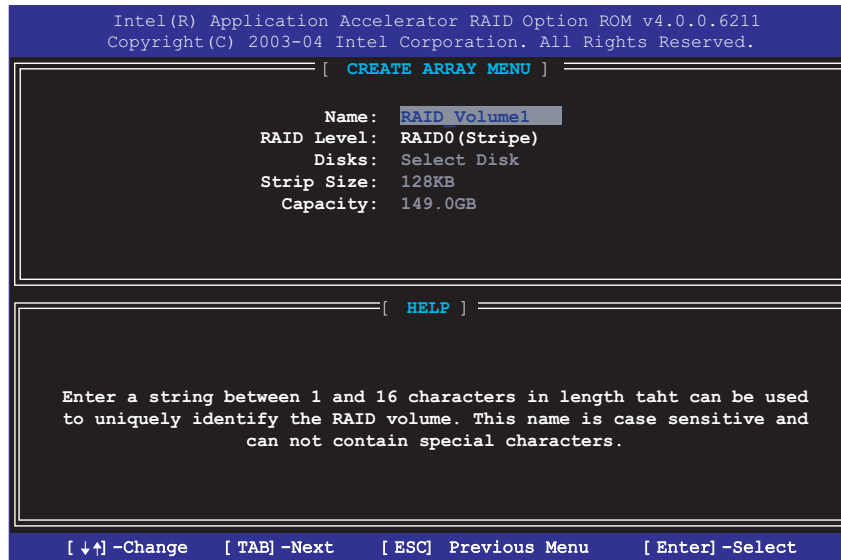 Intel(R) Application Accelerator RAID Option ROM v4.0.0.6211
Copyright(C) 2003-04 Intel Corporation. All Rights Reserved.
[ CREATE ARRAY MENU ]
Name: RAID_Volume1
RAID Level: RAID0(Stripe)
Disks: Select Disk
Strip Size: 128KB
Capacity: 149.0GB
[ HELP ]
Enter a string between 1 and 16 characters in length taht can be used
to uniquely identify the RAID volume. This name is case sensitive and
can not contain special characters.
[↓↑]-Change [TAB]-Next [ESC] Previous Menu [Enter]-Select